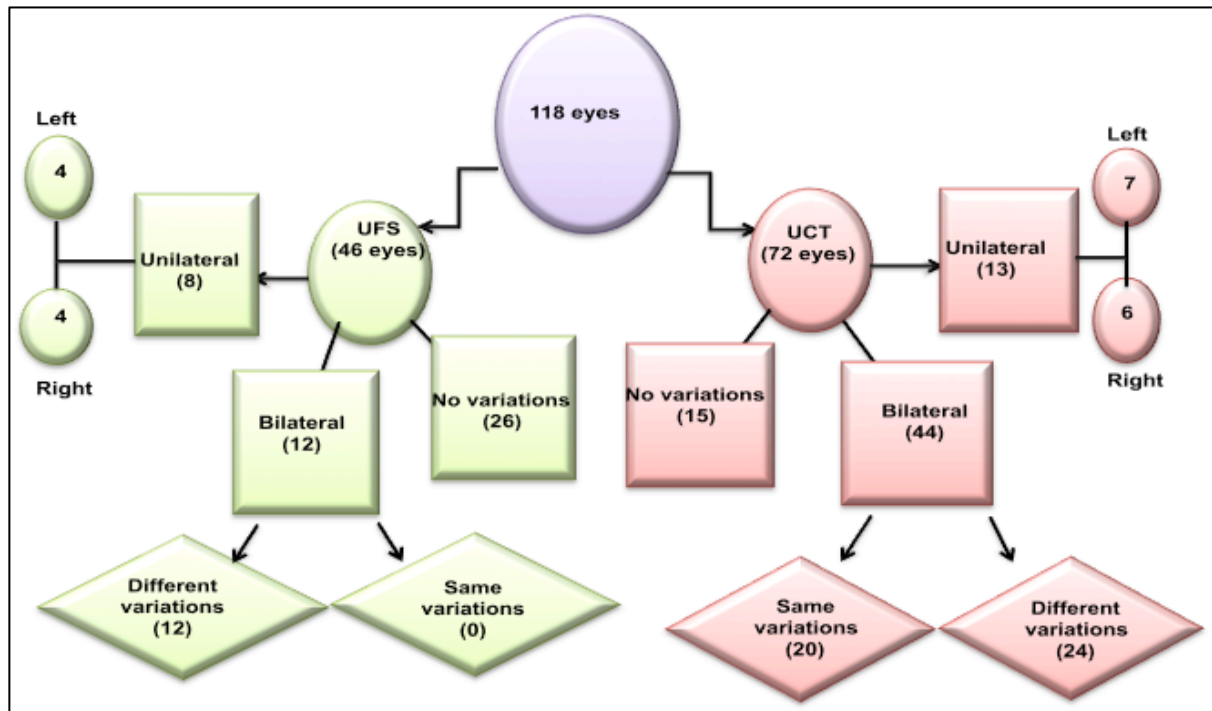 118 eyes
Left
4
Unilateral
(8)
4
Right
UFS
(46 eyes)
Bilateral
(12)
No variations
(26)
Different
variations
(12)
Same
variations
(0)
UCT
(72 eyes)
Left
7
Unilateral
(13)
6
Right
No variations
(15)
Bilateral
(44)
Same
variations
(20)
Different
variations
(24)